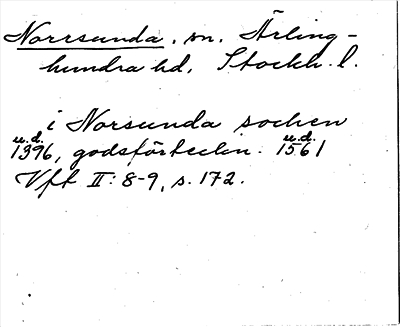 Norrsunda, sn. Ärling-
hundra hd, Stockh. l.
i Norsunda sochen
u.d. u.d.
1396, godsförteckn. 1561
Vft II: 8-9, s. 172.